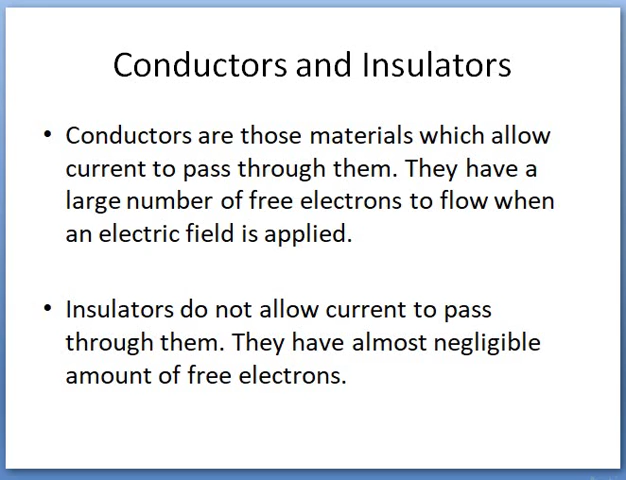 Conductors and Insulators
• Conductors are those materials which allow
current to pass through them. They have a
large number of free electrons to flow when
an electric field is applied.
• Insulators do not allow current to pass
through them. They have almost negligible
amount of free electrons.